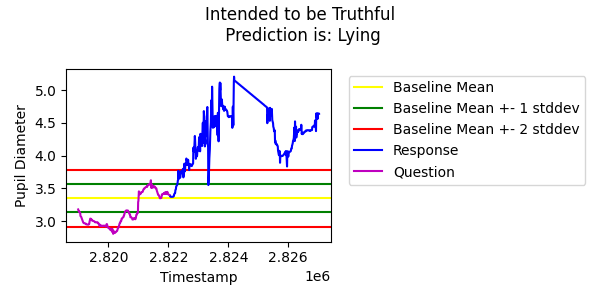 Intended to be Truthful
Prediction is: Lying
Pupil Diameter
5.0
4.5
4.0
3.5
3.0
2.820
2.822
2.824
2.826
1e6
Timestamp
Baseline Mean
Baseline Mean +- 1 stddev
Baseline Mean +- 2 stddev
Response
Question